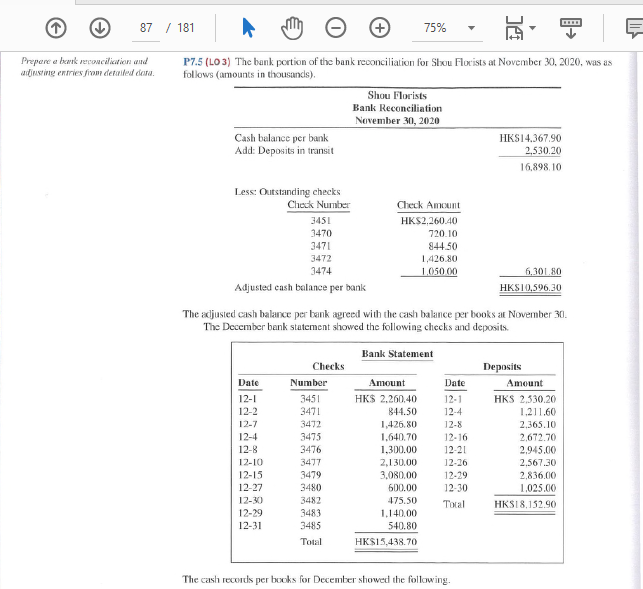 87 / 181 75%
Prepare a bank reconciliation and
adjusting entries from detailed data.
P7.5 (LO 3) The bank portion of the bank reconciliation for Shou Florists at November 30, 2020, was as
follows (amounts in thousands).
Shou Florists
Bank Reconciliation
November 30, 2020
Cash balance per bank HK$14,367.90
Add: Deposits in transit 2,530.20
16,898.10
Less: Outstanding checks
Check Number Check Amount
3451 HK$2,260.40
3470 720.10
3471 844.50
3472 1,426.80
3474 1,050.00 6,301.80
Adjusted cash balance per bank HK$10,596.30
The adjusted cash balance per bank agreed with the cash balance per books at November 30.
The December bank statement showed the following checks and deposits.
Bank Statement
Checks Deposits
Date Number Amount Date Amount
12-1 3451 HK$ 2,260.40 12-1 HK$ 2,530.20
12-2 3471 844.50 12-4 1,211.60
12-7 3472 1,426.80 12-8 2,365.10
12-4 3475 1,640.70 12-16 2,672.70
12-8 3476 1,300.00 12-21 2,945.00
12-10 3477 2,130.00 12-26 2,567.30
12-15 3479 3,080.00 12-29 2,836.00
12-27 3480 600.00 12-30 1,025.00
12-30 3482 475.50 Total HK$18,152.90
12-29 3483 1,140.00
12-31 3485 540.80
Total HK$15,438.70
The cash records per books for December showed the following.